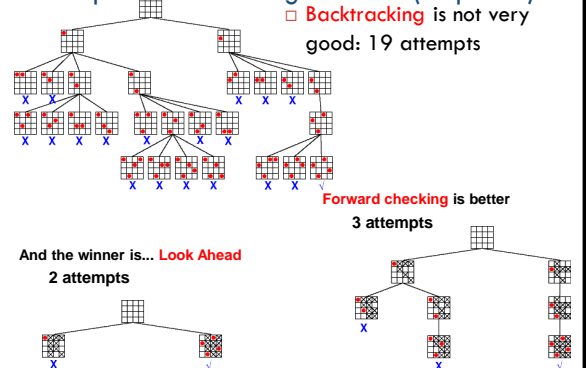 □ Backtracking is not very
good: 19 attempts
X X X X X
X X X X X X X
X X X X X X √
Forward checking is better
3 attempts
And the winner is... Look Ahead
2 attempts
X
X √
X √